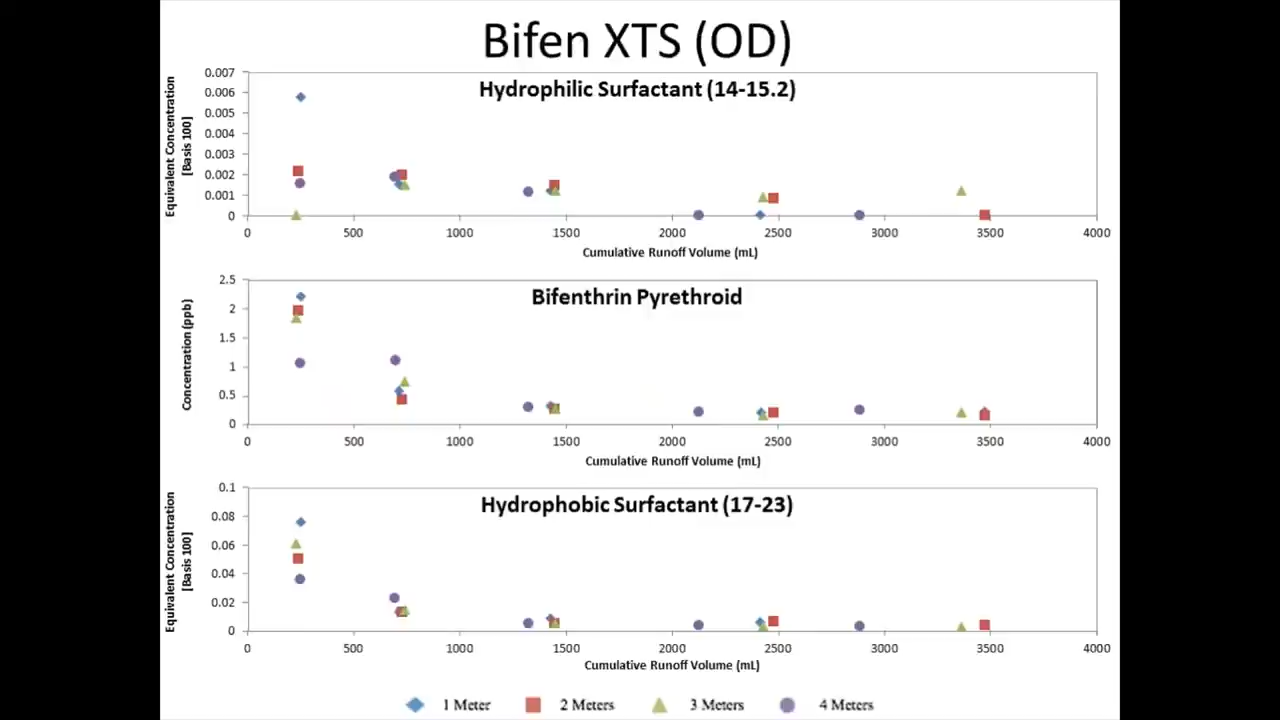 Bifen XTS (OD)
Hydrophilic Surfactant (14-15.2)
Equivalent Concentration
[Basis 100]
0.007
0.006
0.005
0.004
0.003
0.002
0.001
0
0 500 1000 1500 2000 2500 3000 3500 4000
Cumulative Runoff Volume (mL)
Bifenthrin Pyrethroid
Concentration (ppb)
2.5
2
1.5
1
0.5
0
0 500 1000 1500 2000 2500 3000 3500 4000
Cumulative Runoff Volume (mL)
Hydrophobic Surfactant (17-23)
Equivalent Concentration
[Basis 100]
0.1
0.08
0.06
0.04
0.02
0
0 500 1000 1500 2000 2500 3000 3500 4000
Cumulative Runoff Volume (mL)
1 Meter 2 Meters 3 Meters 4 Meters